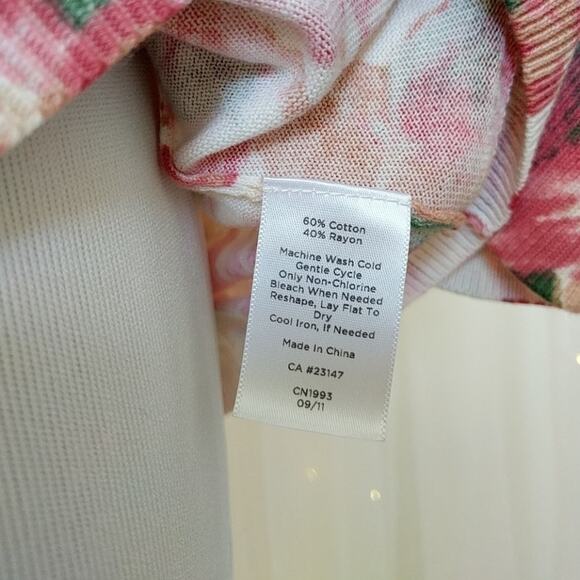 60% Cotton
40% Rayon
Machine Wash Cold
Gentle Cycle
Only Non-Chlorine
Bleach When Needed
Reshape, Lay Flat To
Dry
Cool Iron, If Needed
Made In China
CA #23147
CN1993
09/11